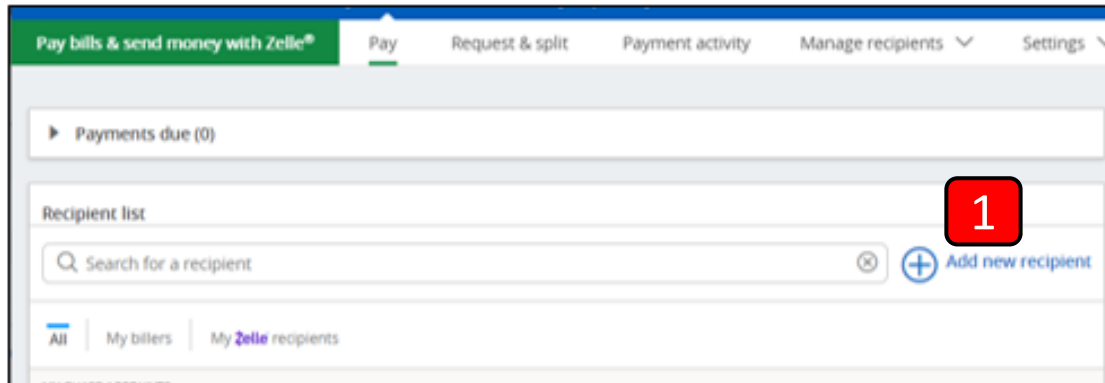 Pay bills & send money with Zelle® Pay Request & split Payment activity Manage recipients Settings
Payments due (0)
Recipient list
1
Search for a recipient Add new recipient
All My billers My Zelle recipients